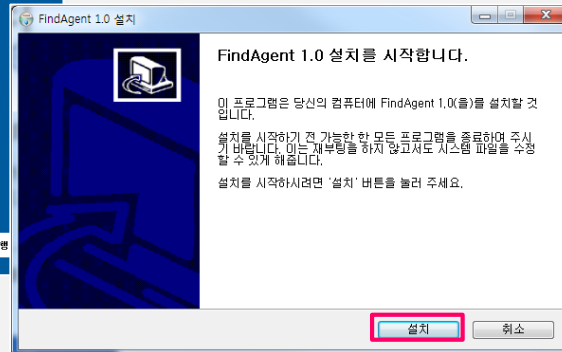 FindAgent 1.0 설치
FindAgent 1.0 설치를 시작합니다.
이 프로그램은 당신의 컴퓨터에 FindAgent 1.0(을)를 설치할 것
입니다.
설치를 시작하기 전 가능한 한 모든 프로그램을 종료하여 주시
기 바랍니다. 이는 재부팅을 하지 않고서도 시스템 파일을 수정
할 수 있게 해줍니다.
설치를 시작하시려면 '설치' 버튼을 눌러 주세요.
행
설치
취소